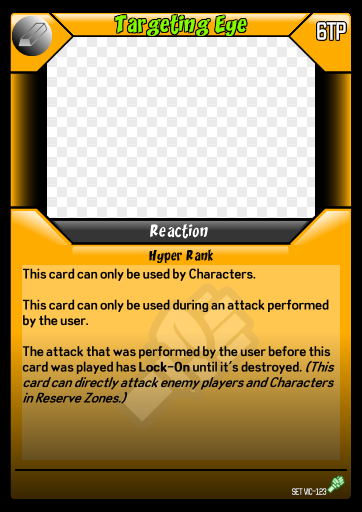 Targeting Eye
6TP
Reaction
Hyper Rank
This card can only be used by Characters.
This card can only be used during an attack performed
by the user.
The attack that was performed by the user before this
card was played has Lock-On until it's destroyed. (This
card can directly attack enemy players and Characters
in Reserve Zones.)
SET VIC-123